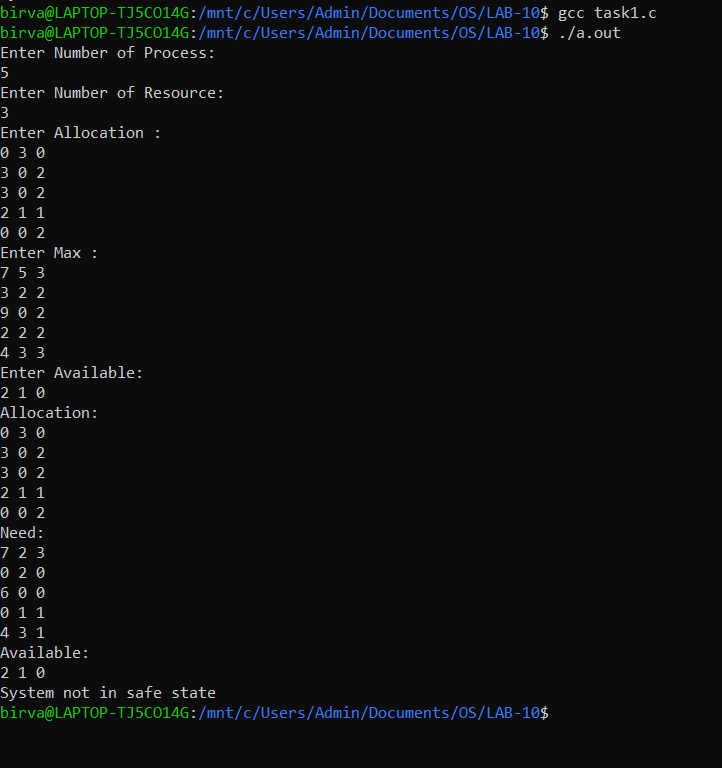 birva@LAPTOP-TJ5CO14G:/mnt/c/Users/Admin/Documents/OS/LAB-10$ gcc task1.c
birva@LAPTOP-TJ5CO14G:/mnt/c/Users/Admin/Documents/OS/LAB-10$ ./a.out
Enter Number of Process:
5
Enter Number of Resource:
3
Enter Allocation :
0 3 0
3 0 2
3 0 2
2 1 1
0 0 2
Enter Max :
7 5 3
3 2 2
9 0 2
2 2 2
4 3 3
Enter Available:
2 1 0
Allocation:
0 3 0
3 0 2
3 0 2
2 1 1
0 0 2
Need:
7 2 3
0 2 0
6 0 0
0 1 1
4 3 1
Available:
2 1 0
System not in safe state
birva@LAPTOP-TJ5CO14G:/mnt/c/Users/Admin/Documents/OS/LAB-10$